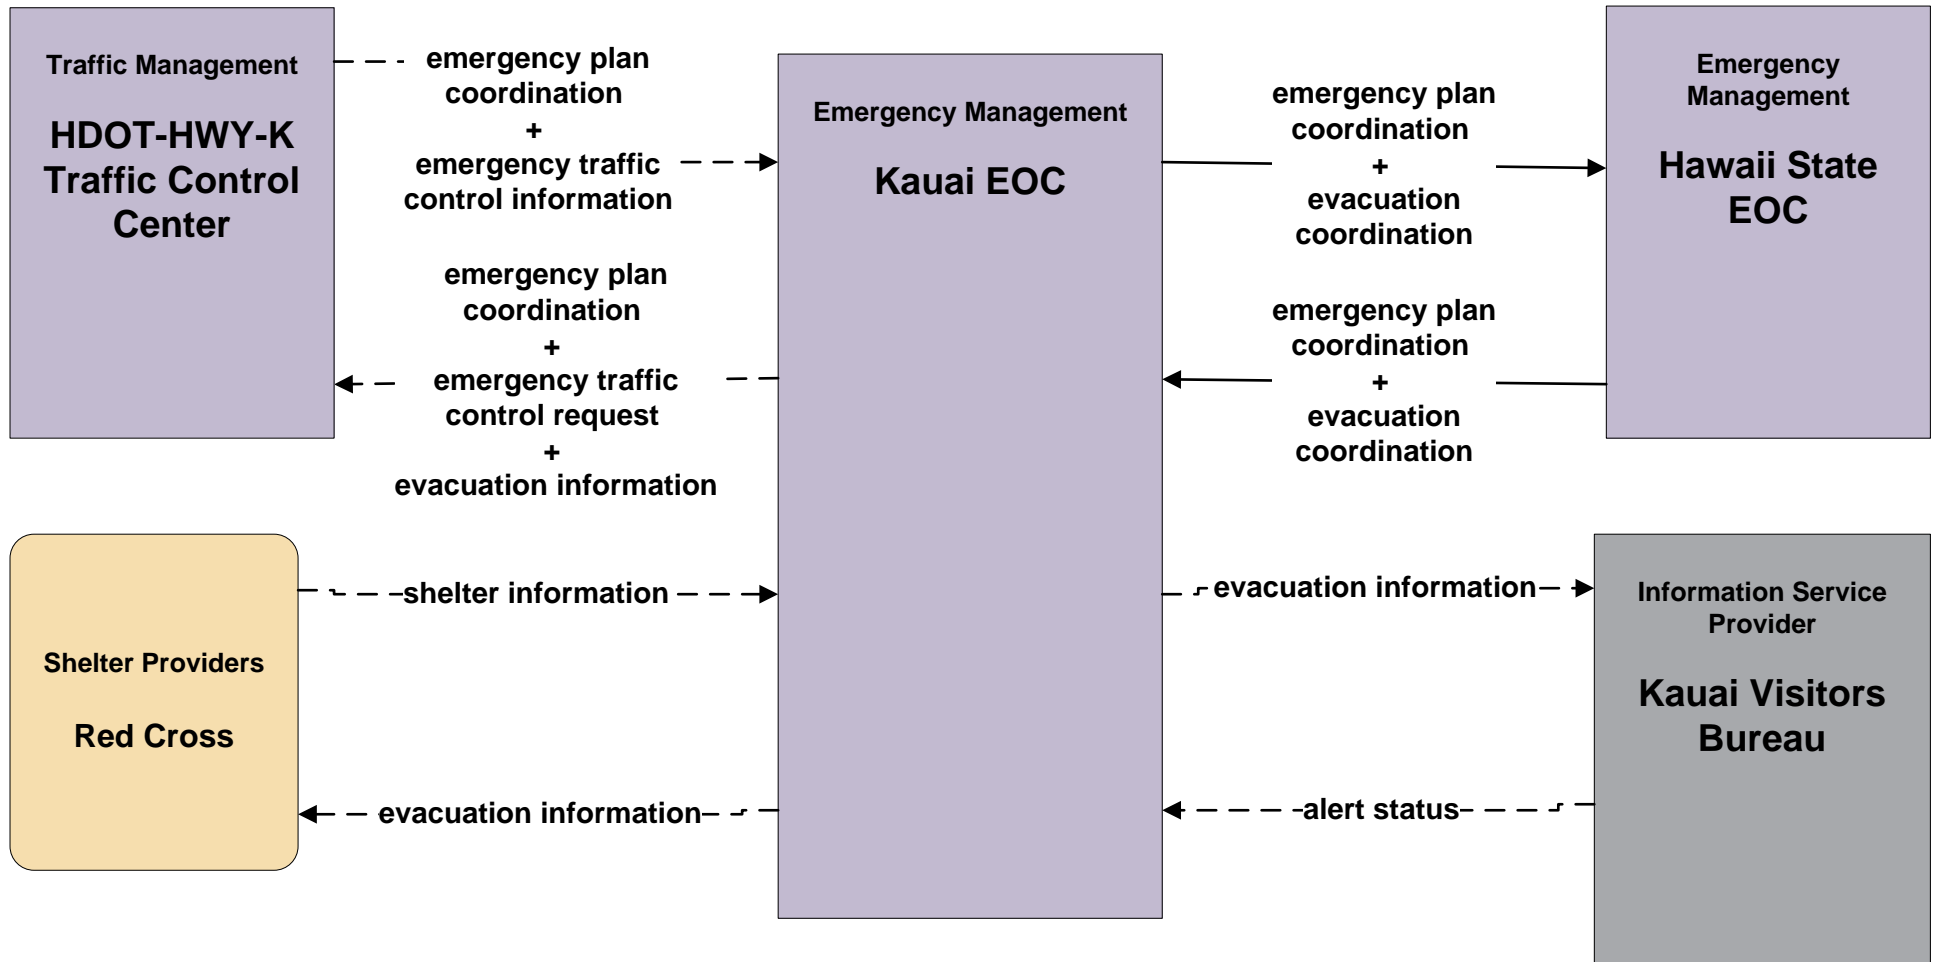 Traffic Management
HDOT-HWY-K
Traffic Control
Center
emergency plan
coordination
+
emergency traffic
control information
emergency plan
coordination
+
emergency traffic
control request
+
evacuation information
Emergency Management
Kauai EOC
emergency plan
coordination
+
evacuation
coordination
emergency plan
coordination
+
evacuation
coordination
Emergency
Management
Hawaii State
EOC
Shelter Providers
Red Cross
shelter information
evacuation information
evacuation information
alert status
Information Service
Provider
Kauai Visitors
Bureau